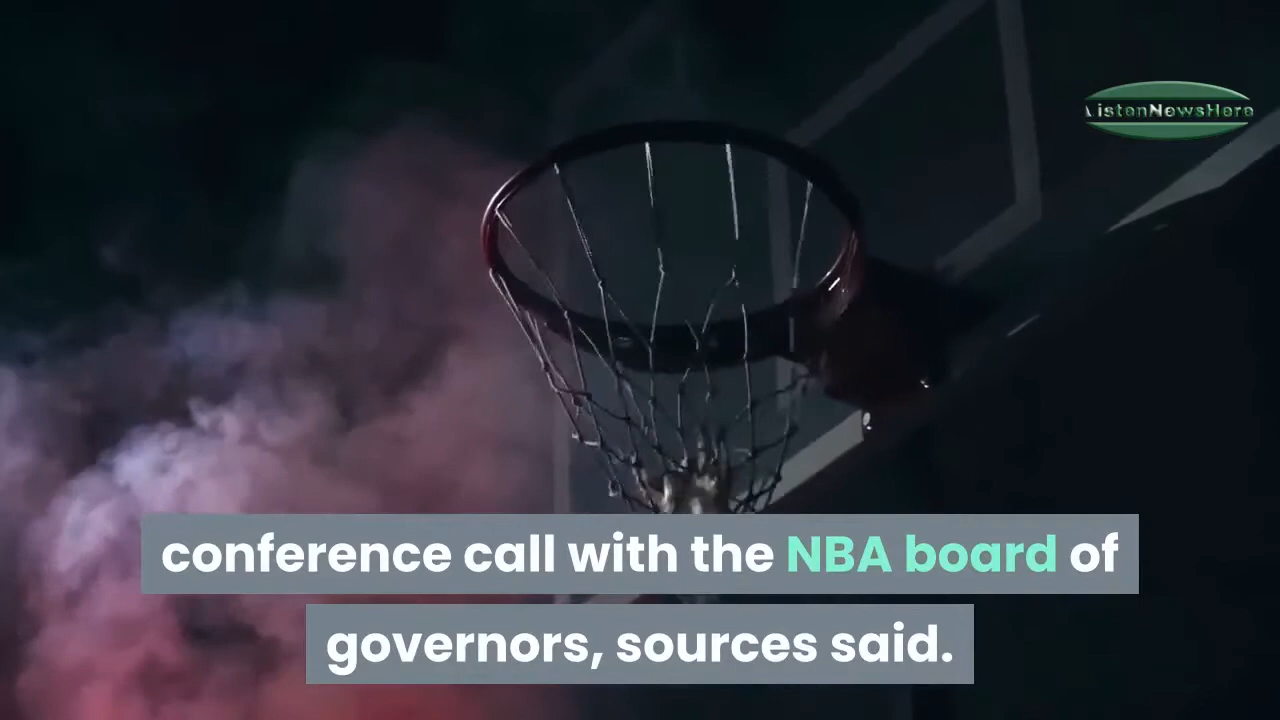 ListenNewsHere
conference call with the NBA board of
governors, sources said.